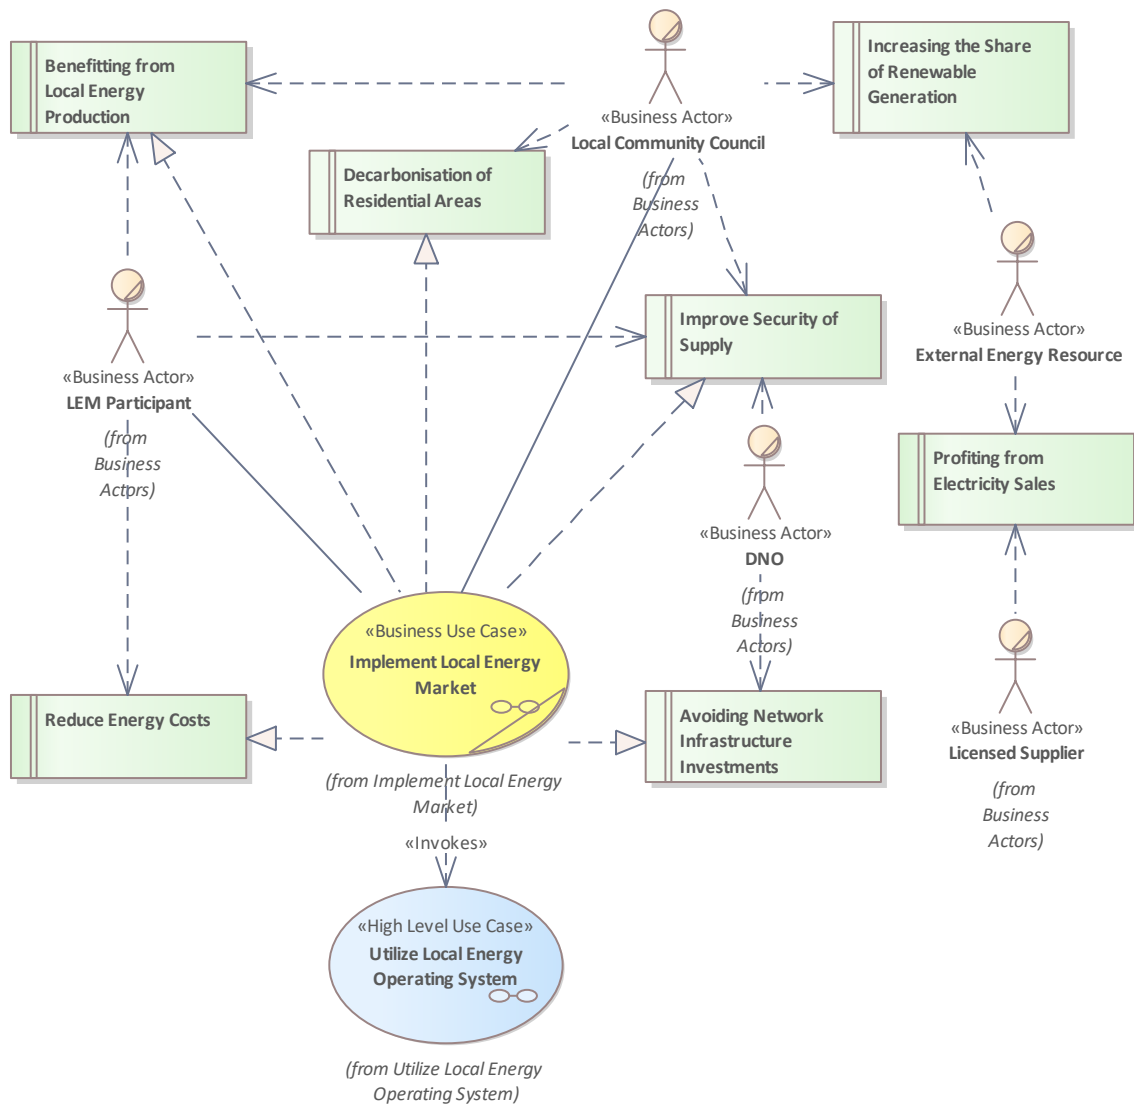 Benefitting from
Local Energy
Production
«Business Actor»
Local Community Council
(from
Business
Actors)
Increasing the Share
of Renewable
Generation
Decarbonisation of
Residential Areas
«Business Actor»
LEM Participant
(from
Business
Actors)
Improve Security of
Supply
«Business Actor»
External Energy Resource
Profiting from
Electricity Sales
«Business Actor»
DNO
(from
Business
Actors)
«Business Use Case»
Implement Local Energy
Market
(from Implement Local Energy
Market)
Reduce Energy Costs
Avoiding Network
Infrastructure
Investments
«Business Actor»
Licensed Supplier
(from
Business
Actors)
«Invokes»
«High Level Use Case»
Utilize Local Energy
Operating System
(from Utilize Local Energy
Operating System)